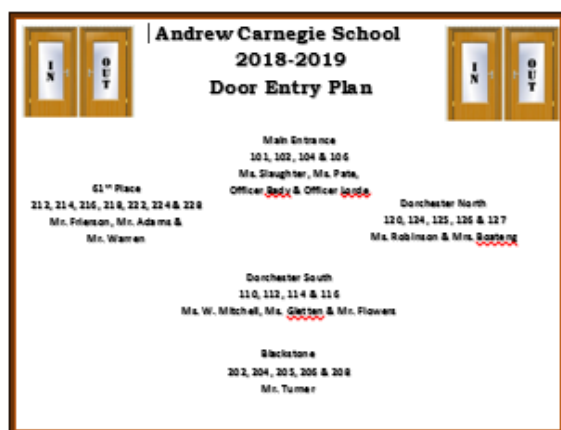 Andrew Carnegie School
2018-2019
Door Entry Plan
IN
OUT
IN
OUT
Main Entrance
101, 102, 104 & 106
Ms. Slaughter, Ms. Pate,
Officer Bady & Officer Lorde
61st Place
212, 214, 216, 218, 222, 224 & 228
Mr. Frierson, Mr. Adams &
Mr. Warren
Dorchester North
120, 124, 125, 126 & 127
Ms. Robinson & Mrs. Boateng
Dorchester South
110, 112, 114 & 116
Ms. W. Mitchell, Ms. Gletten & Mr. Flowers
Blackstone
202, 204, 205, 206 & 208
Mr. Turner